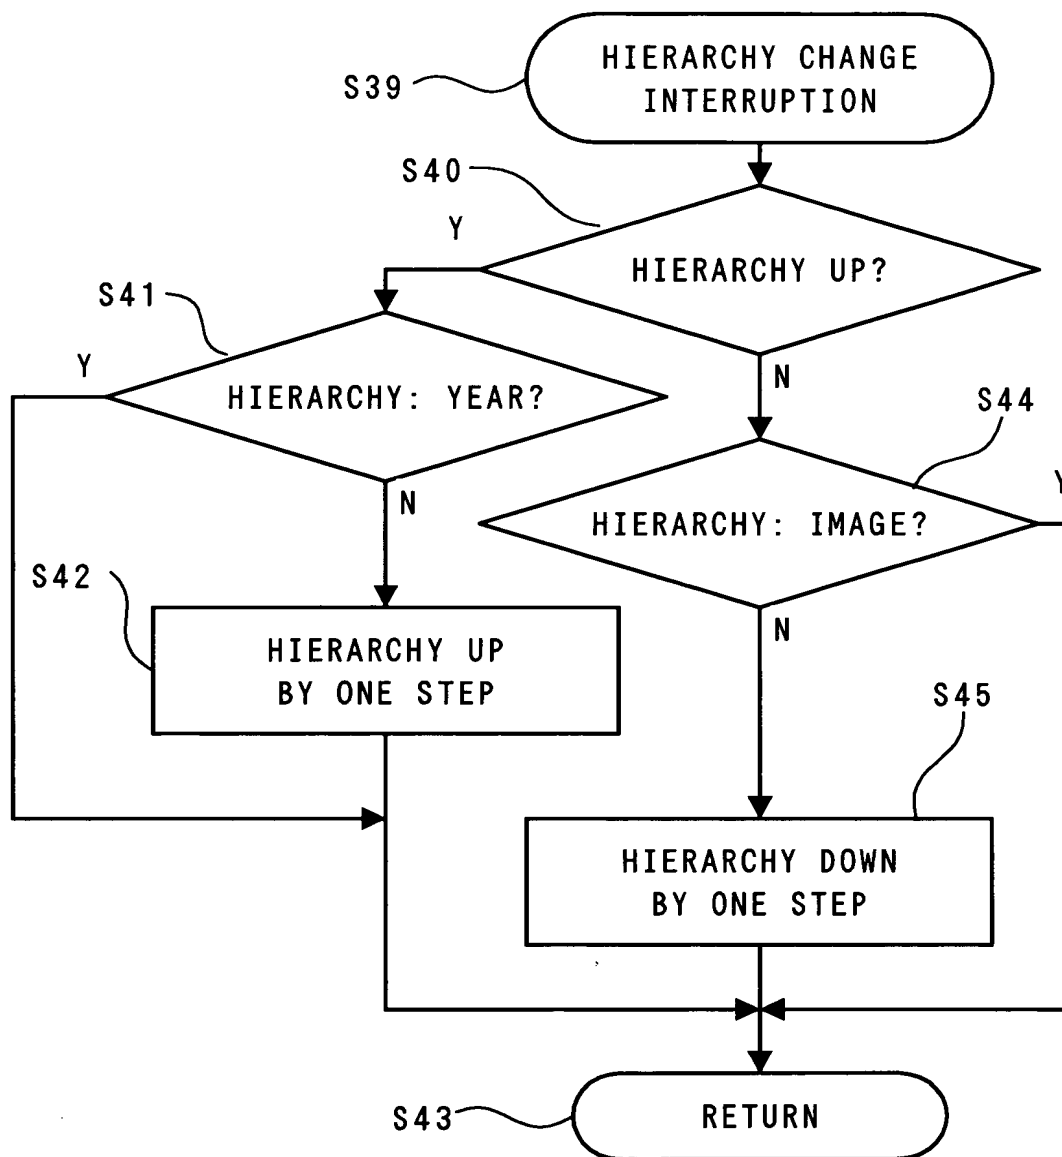 HIERARCHY CHANGE
INTERRUPTION
S39
S40
Y
HIERARCHY UP?
S41
Y
N
HIERARCHY: YEAR?
S44
Y
N
HIERARCHY: IMAGE?
S42
N
HIERARCHY UP
BY ONE STEP
S45
HIERARCHY DOWN
BY ONE STEP
S43
RETURN